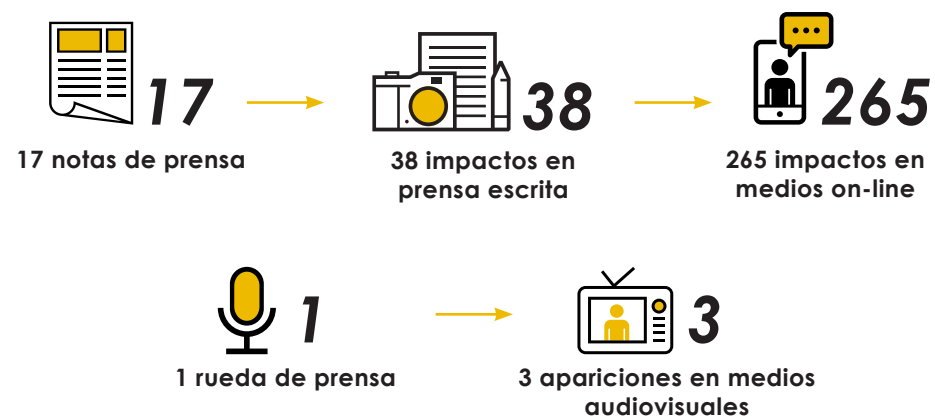 17
38
265
17 notas de prensa
38 impactos en
prensa escrita
265 impactos en
medios on-line
1
3
1 rueda de prensa
3 apariciones en medios
audiovisuales